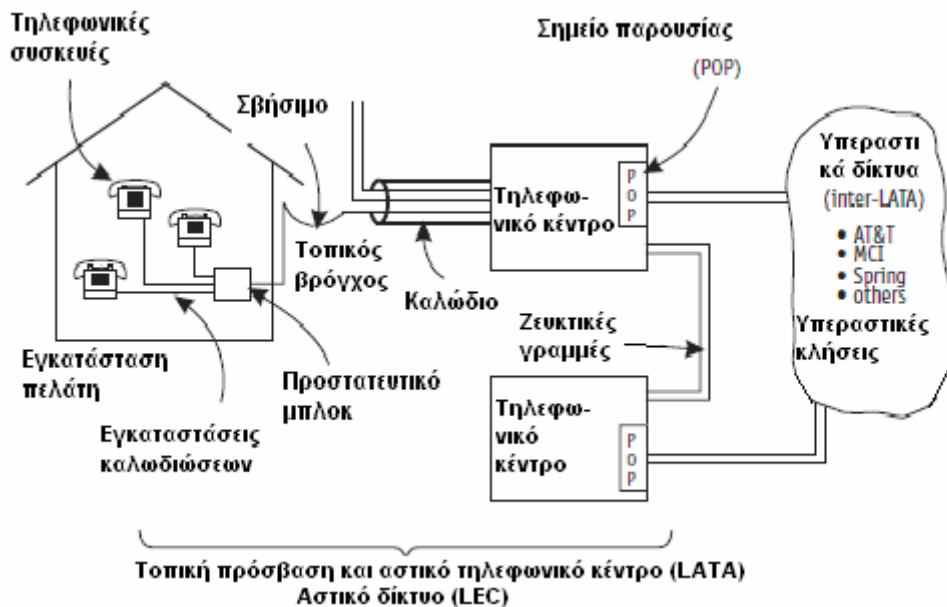 Τηλεφωνικές
συσκευές
Σημείο παρουσίας
(POP)
Σβήσιμο
Υπεραστι
κά δίκτυα
(inter-LATA)
• AT&T
• MCI
• Spring
• others
Υπεραστικές
κλήσεις
Τηλεφω-
νικό κέντρο
P
O
P
Τοπικός
βρόγχος
Καλώδιο
Ζευκτικές
γραμμές
Εγκατάσταση
πελάτη
Προστατευτικό
μπλοκ
Εγκαταστάσεις
καλωδιώσεων
Τηλεφω-
νικό
κέντρο
P
O
P
Τοπική πρόσβαση και αστικό τηλεφωνικό κέντρο (LATA)
Αστικό δίκτυο (LEC)